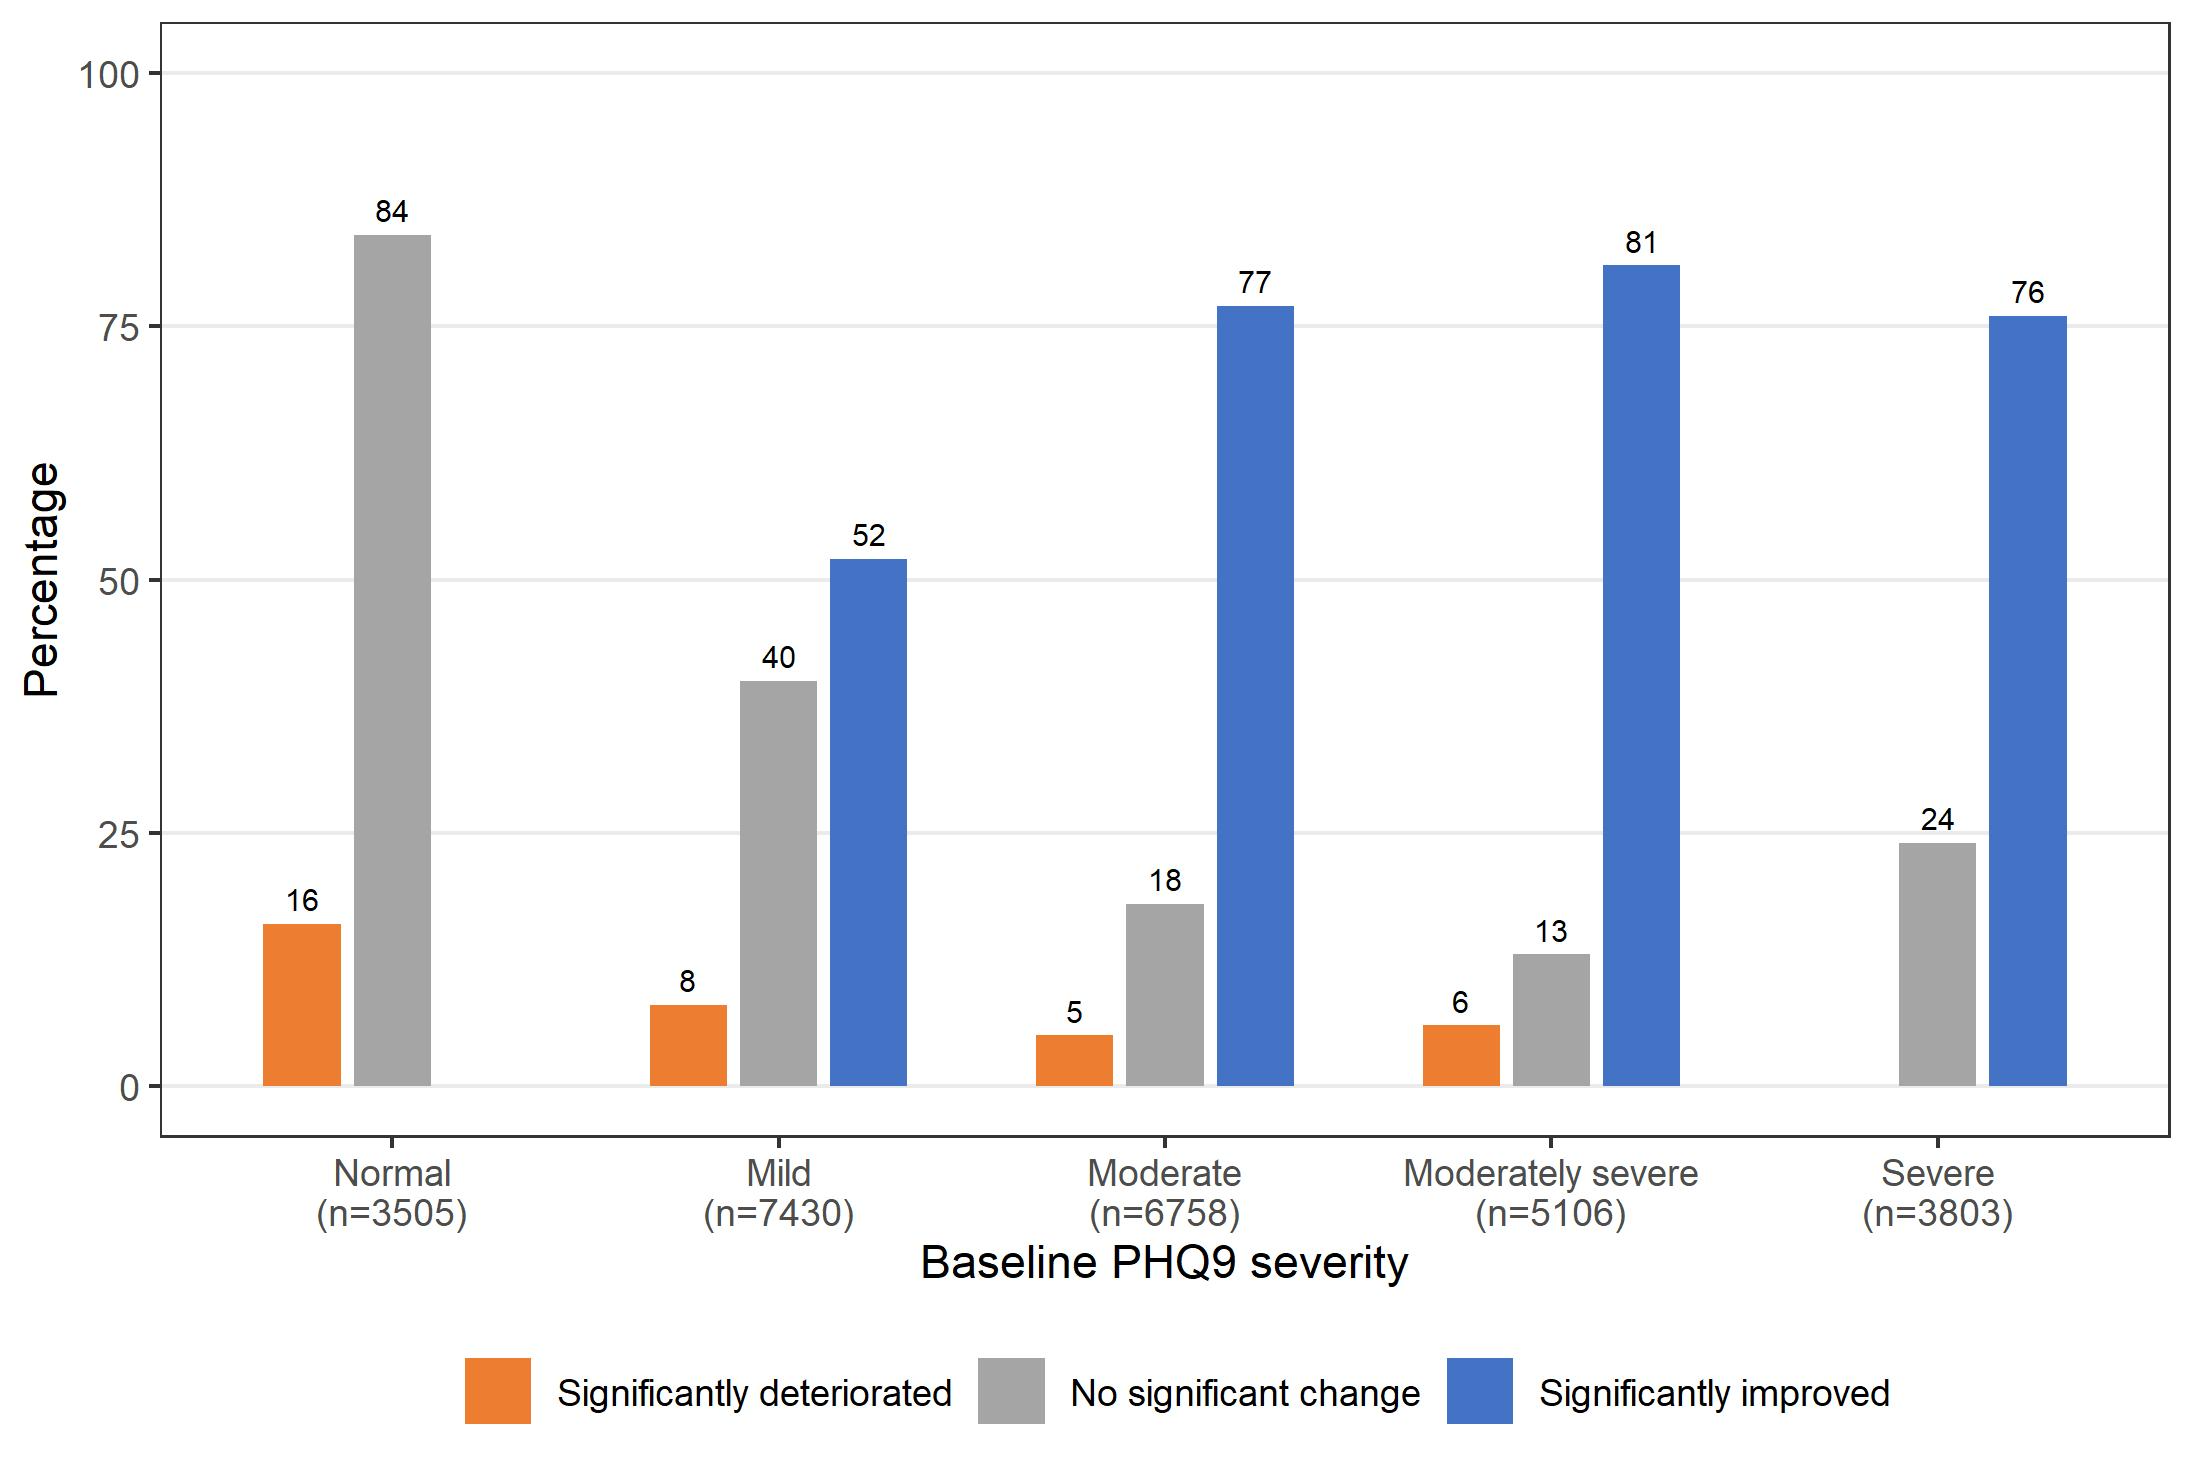 Percentage
100
75
50
25
0
84
16
8
40
52
5
18
77
6
13
81
24
76
Normal
(n=3505)
Mild
(n=7430)
Moderate
(n=6758)
Moderately severe
(n=5106)
Severe
(n=3803)
Baseline PHQ9 severity
Significantly deteriorated
No significant change
Significantly improved